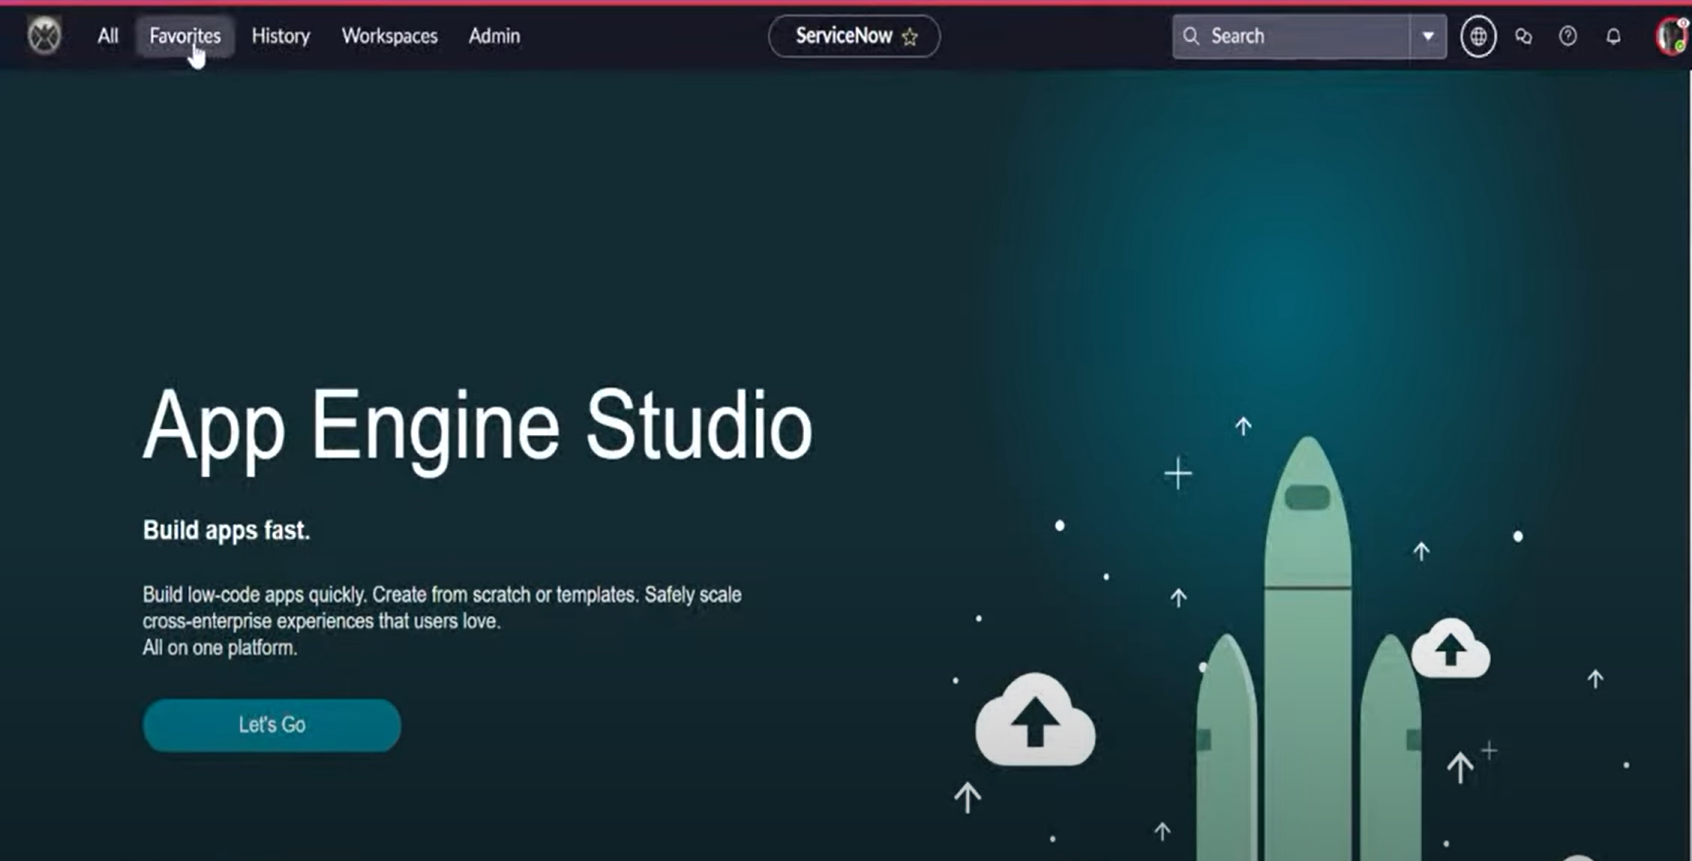 All Favorites History Workspaces Admin ServiceNow Search
App Engine Studio
Build apps fast.
Build low-code apps quickly. Create from scratch or templates. Safely scale
cross-enterprise experiences that users love.
All on one platform.
Let's Go